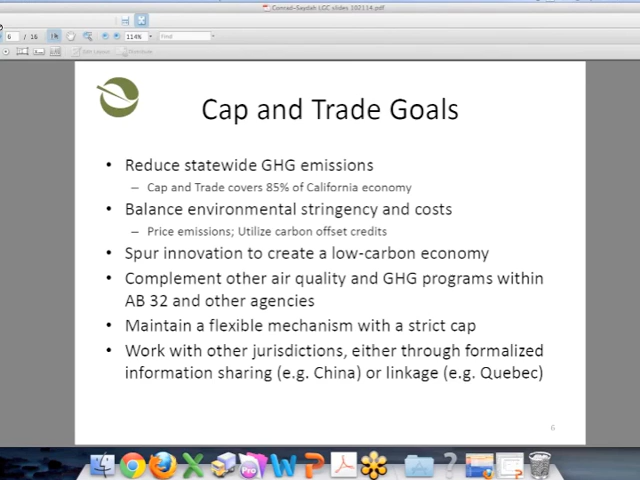 Conrad-Saydah LGC slides 102114.pdf
6 / 16 114% Find
Cap and Trade Goals
• Reduce statewide GHG emissions
– Cap and Trade covers 85% of California economy
• Balance environmental stringency and costs
– Price emissions; Utilize carbon offset credits
• Spur innovation to create a low-carbon economy
• Complement other air quality and GHG programs within
AB 32 and other agencies
• Maintain a flexible mechanism with a strict cap
• Work with other jurisdictions, either through formalized
information sharing (e.g. China) or linkage (e.g. Quebec)
6
Pro